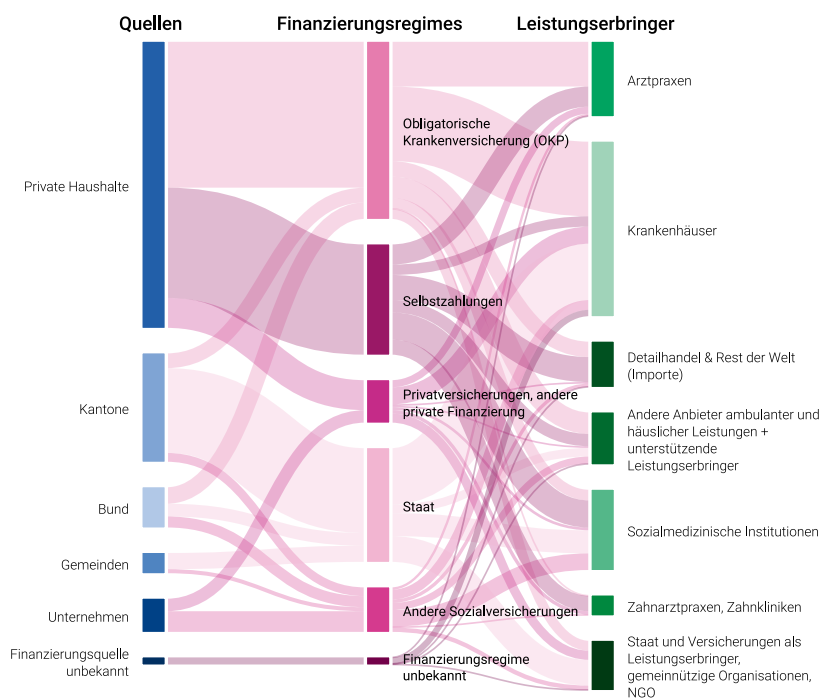 Quellen
Finanzierungsregimes
Leistungserbringer
Private Haushalte
Kantone
Bund
Gemeinden
Unternehmen
Finanzierungsquelle
unbekannt
Obligatorische
Krankenversicherung (OKP)
Selbstzahlungen
Privatversicherungen, andere
private Finanzierung
Staat
Andere Sozialversicherungen
Finanzierungsregime
unbekannt
Arztpraxen
Krankenhäuser
Detailhandel & Rest der Welt
(Importe)
Andere Anbieter ambulanter und
häuslicher Leistungen +
unterstützende
Leistungserbringer
Sozialmedizinische Institutionen
Zahnarztpraxen, Zahnkliniken
Staat und Versicherungen als
Leistungserbringer,
gemeinnützige Organisationen,
NGO